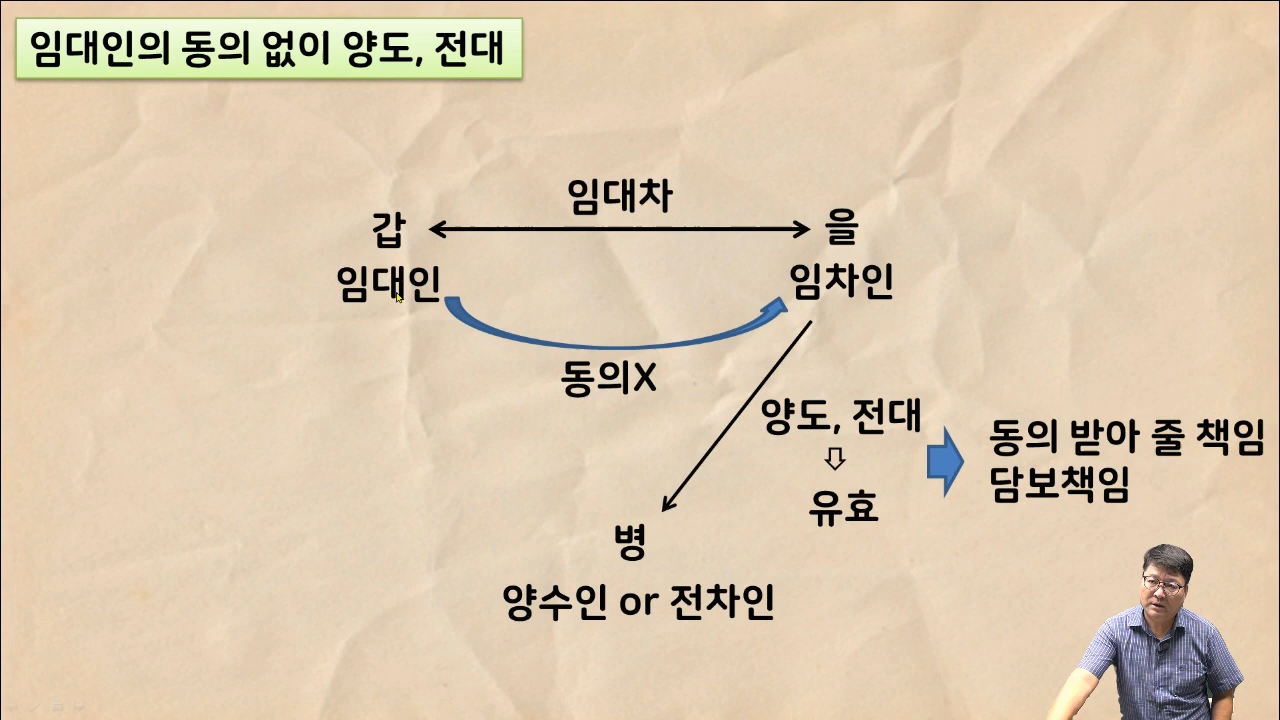 임대인의 동의 없이 양도, 전대
임대차
갑
을
임대인
임차인
동의X
양도, 전대
유효
동의 받아 줄 책임
담보책임
병
양수인 or 전차인